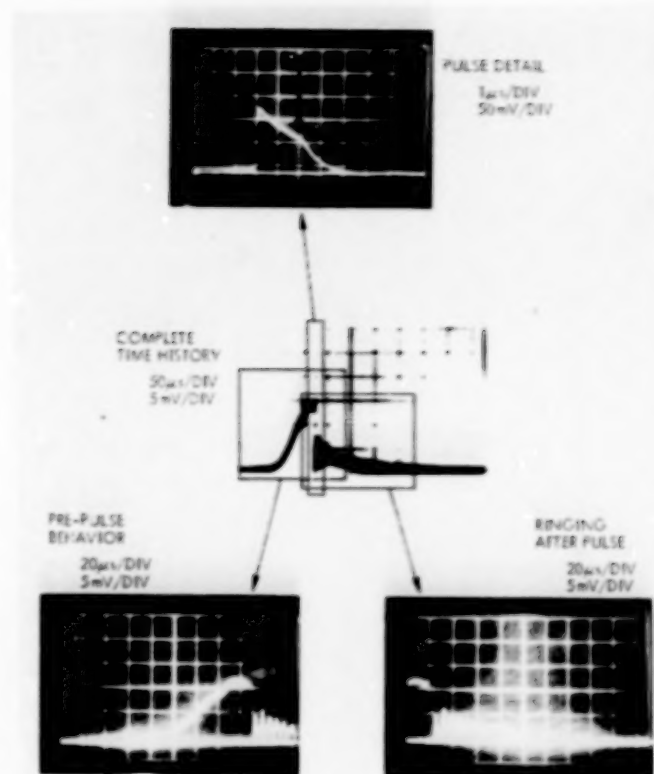 PULSE DETAIL
1μs/DIV
50mV/DIV
COMPLETE
TIME HISTORY
50μs/DIV
5mV/DIV
PRE-PULSE
BEHAVIOR
20μs/DIV
5mV/DIV
RINGING
AFTER PULSE
20μs/DIV
5mV/DIV